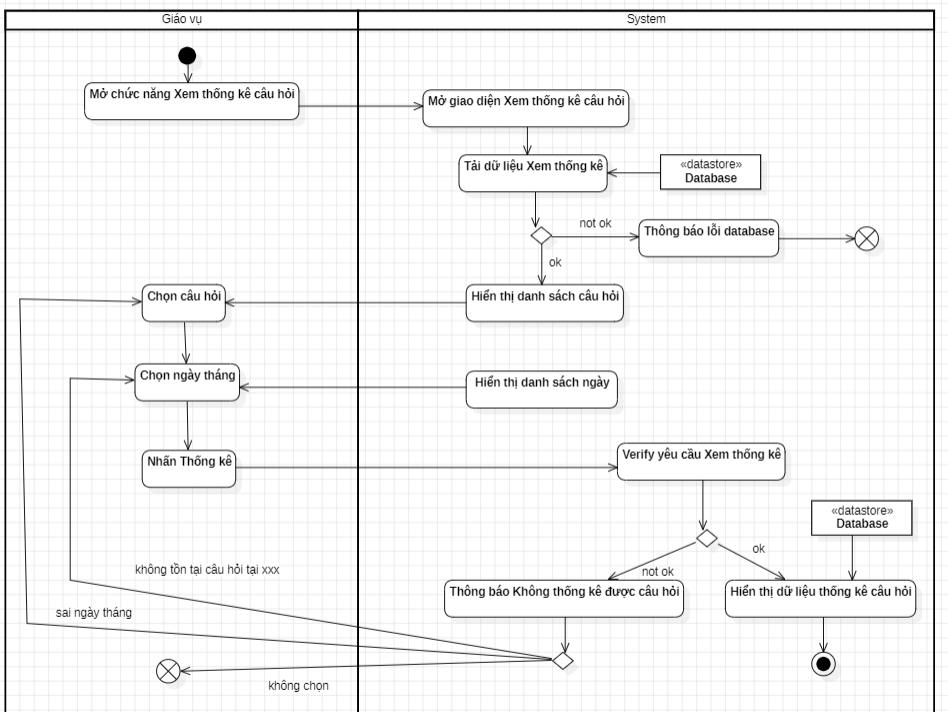 Giáo vụ
System
Mở chức năng Xem thống kê câu hỏi
Mở giao diện Xem thống kê câu hỏi
Tải dữ liệu Xem thống kê
«datastore»
Database
not ok
Thông báo lỗi database
ok
Chọn câu hỏi
Hiển thị danh sách câu hỏi
Chọn ngày tháng
Hiển thị danh sách ngày
Nhấn Thống kê
Verify yêu cầu Xem thống kê
«datastore»
Database
ok
không tồn tại câu hỏi tại xxx
not ok
Thông báo Không thống kê được câu hỏi
Hiển thị dữ liệu thống kê câu hỏi
sai ngày tháng
không chọn